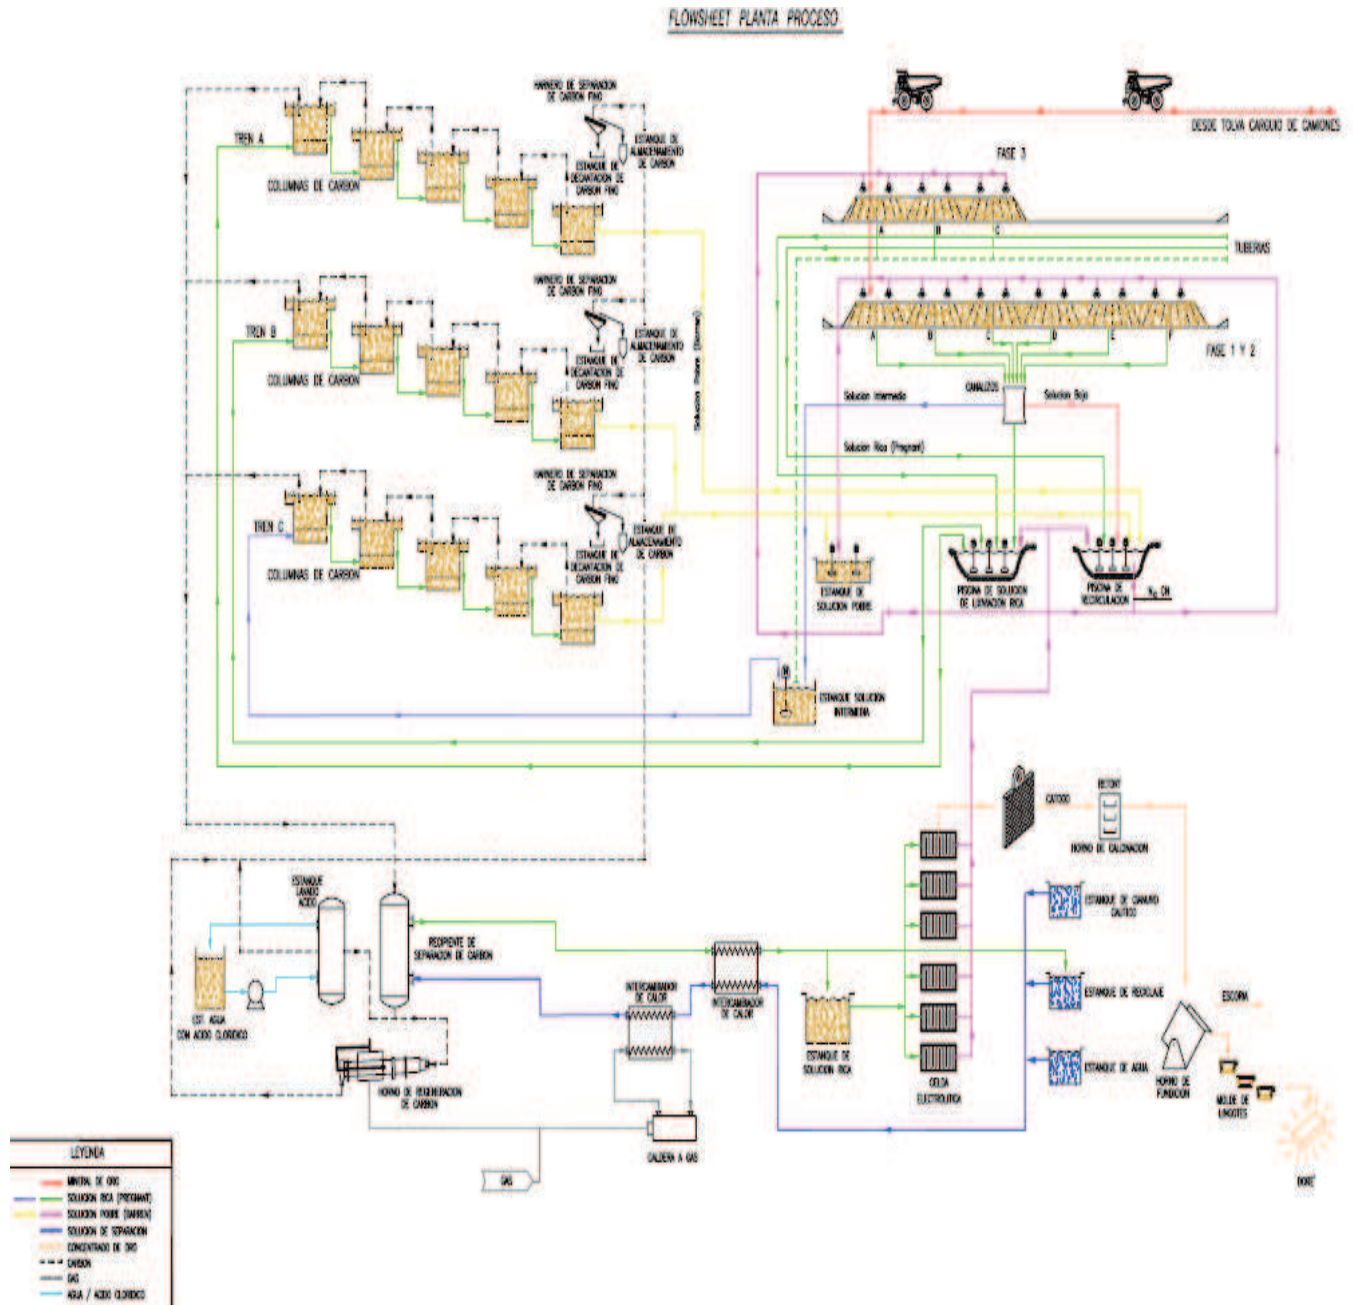 FLOWSHEET PLANTA PROCESO
DESDE TOLVA CARGUIO DE CAMIONES
FASE 3
A B C
TUBERIAS
A B C D E F
FASE 1 Y 2
CANALIZOS
Solucion Intermedia
Solucion Baja
Solucion Rica (Pregnant)
Solucion Pobre (Barren)
HARNERO DE SEPARACION
DE CARBON FINO
TREN A
COLUMNAS DE CARBON
ESTANQUE DE
ALMACENAMIENTO
DE CARBON
ESTANQUE DE
DECANTACION DE
CARBON FINO
HARNERO DE SEPARACION
DE CARBON FINO
TREN B
COLUMNAS DE CARBON
ESTANQUE DE
ALMACENAMIENTO
DE CARBON
ESTANQUE DE
DECANTACION DE
CARBON FINO
HARNERO DE SEPARACION
DE CARBON FINO
TREN C
COLUMNAS DE CARBON
ESTANQUE DE
ALMACENAMIENTO
DE CARBON
ESTANQUE DE
DECANTACION DE
CARBON FINO
ESTANQUE DE
SOLUCION POBRE
PISCINA DE SOLUCION
DE LIXIVIACION RICA
PISCINA DE
RECIRCULACION
Na CN
ESTANQUE SOLUCION
INTERMEDIA
CATODO
RETORT
HORNO DE CALCINACION
ESTANQUE
LAVADO
ACIDO
RECIPIENTE DE
SEPARACION DE CARBON
EST. AGUA
CON ACIDO CLORIDICO
HORNO DE REGENERACION
DE CARBON
INTERCAMBIADOR
DE CALOR
INTERCAMBIADOR
DE CALOR
CALDERA A GAS
GAS
ESTANQUE DE
SOLUCION RICA
CELDA
ELECTROLITICA
ESTANQUE DE CIANURO
CAUTICO
ESTANQUE DE RECICLAJE
ESTANQUE DE AGUA
HORNO DE
FUNDICION
ESCORIA
MOLDE DE
LINGOTES
DORE
LEYENDA
MINERAL DE ORO
SOLUCION RICA (PREGNANT)
SOLUCION POBRE (BARREN)
SOLUCION DE SEPARACION
CONCENTRADO DE ORO
CARBON
GAS
AGUA / ACIDO CLORIDICO